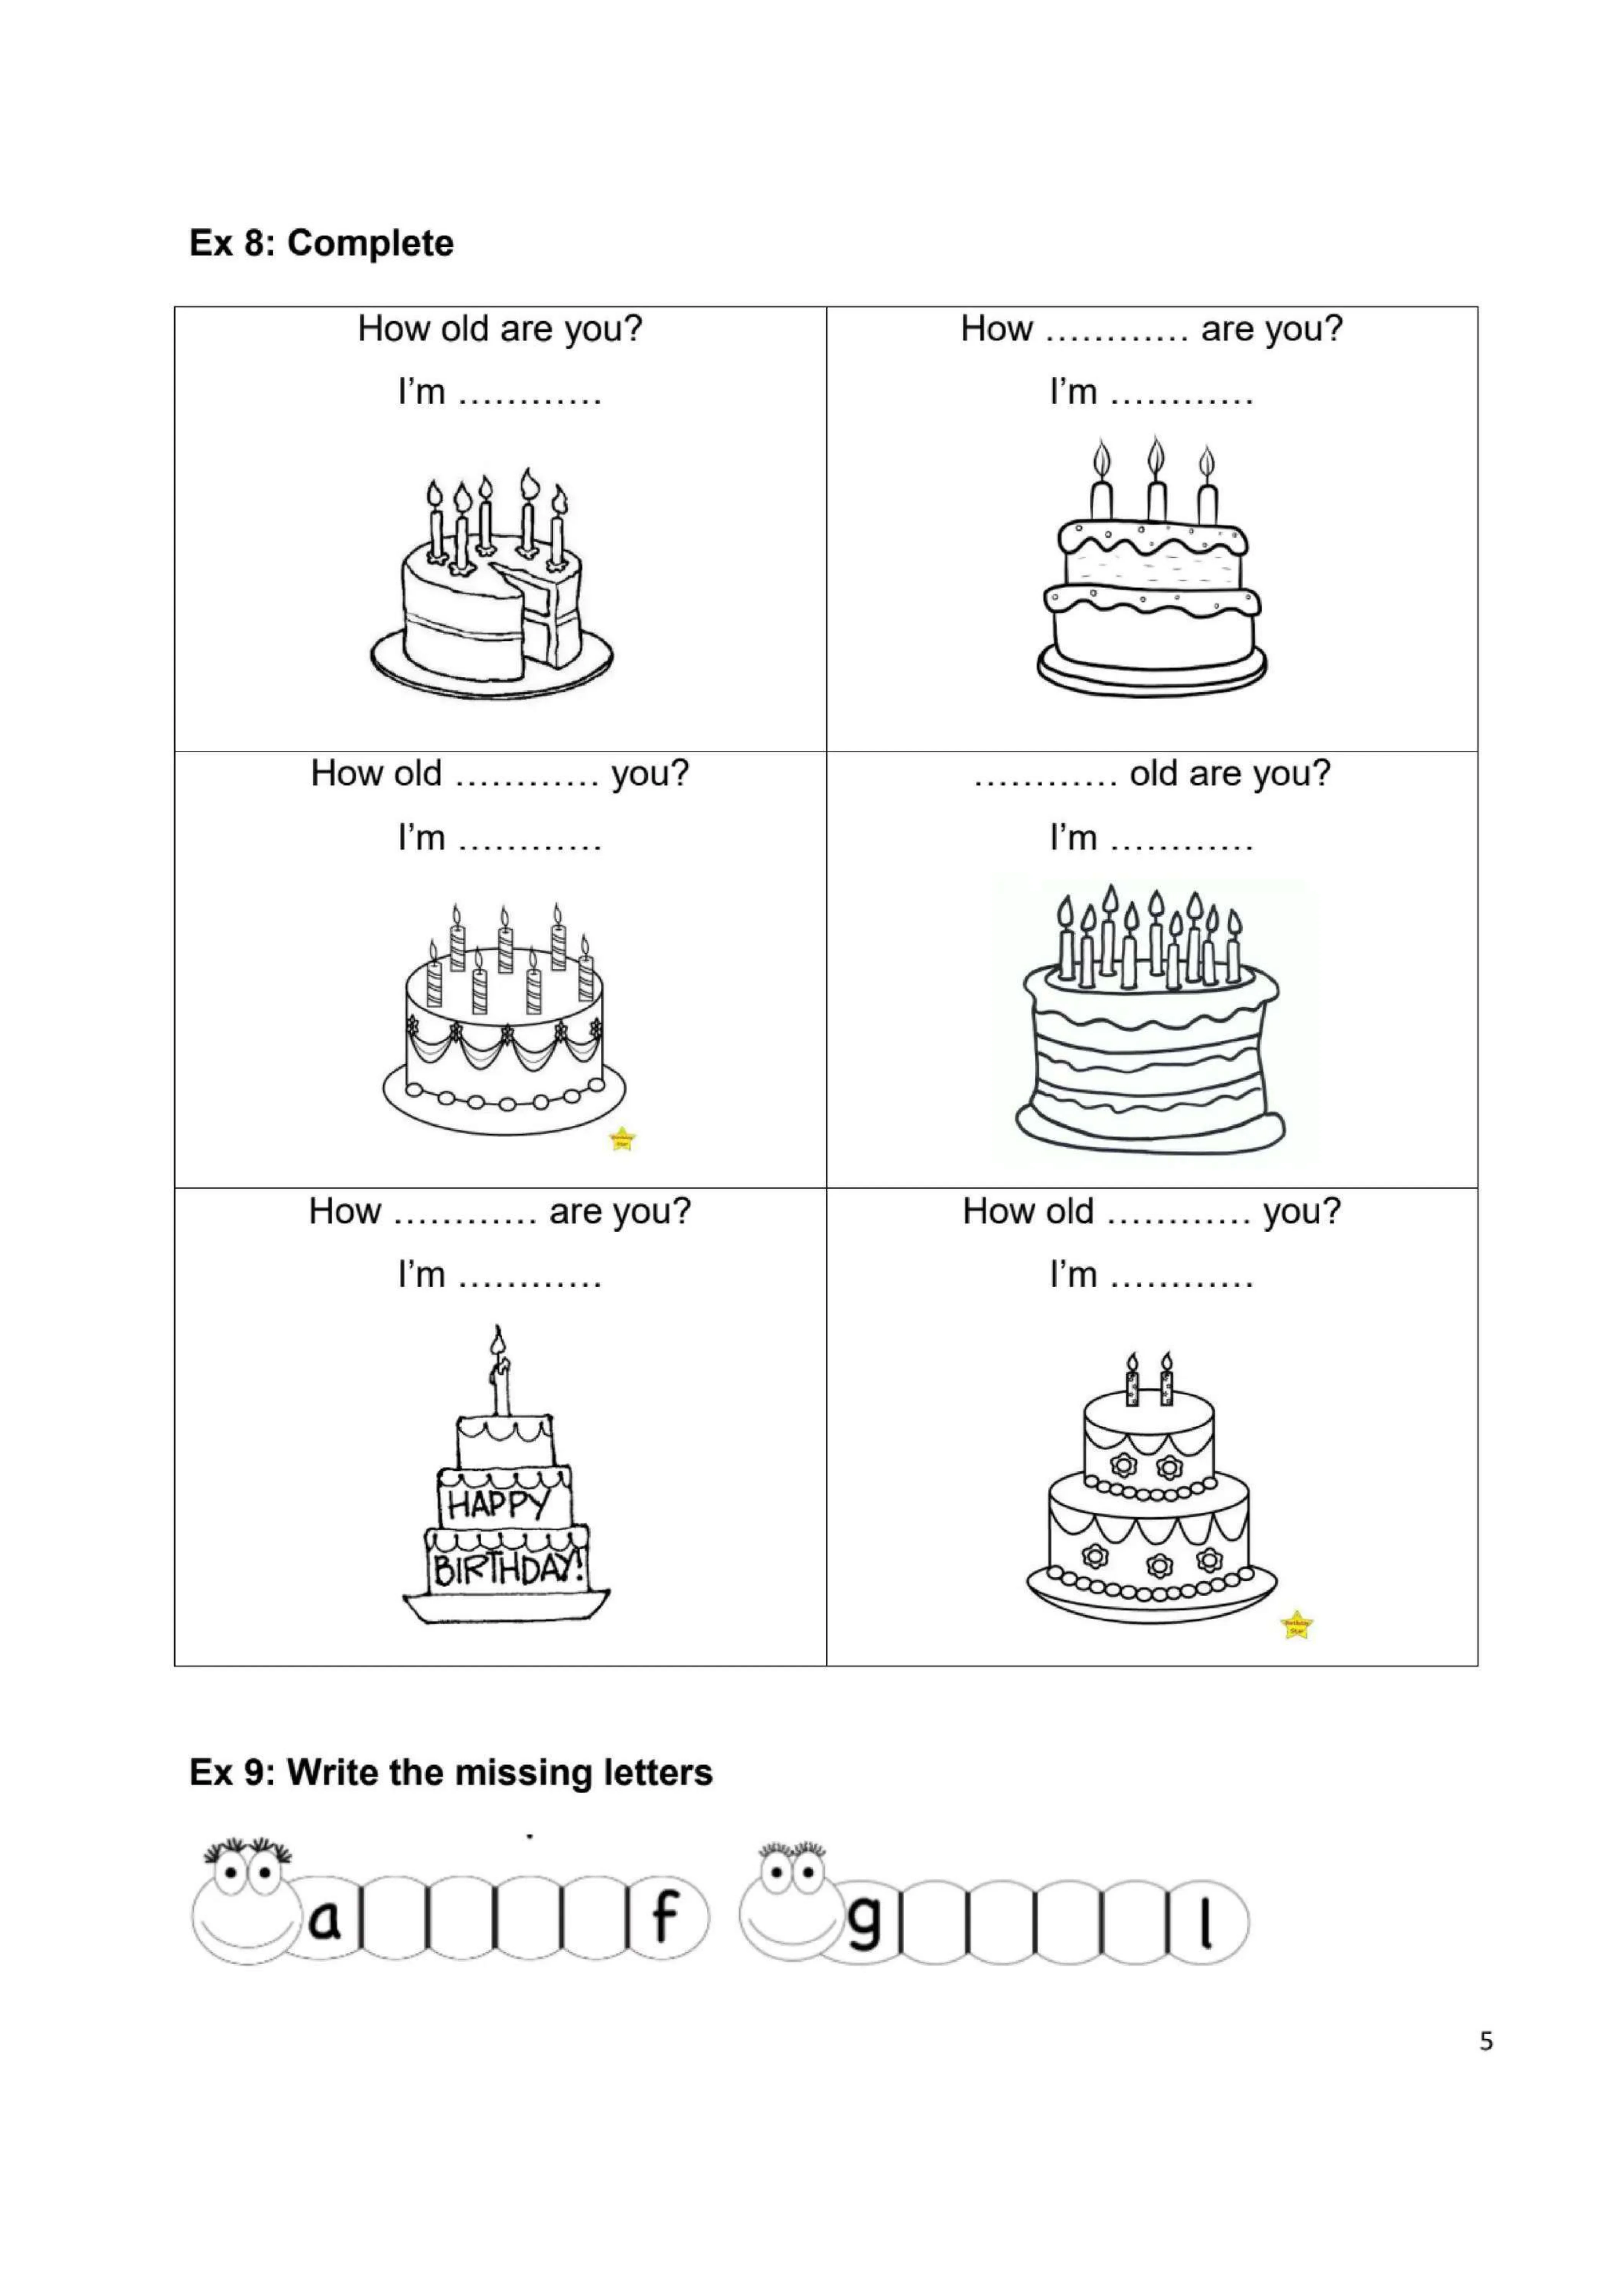 Ex 8: Complete
How old are you?
I'm …………
How ………… are you?
I'm …………
How old ………… you?
I'm …………
………… old are you?
I'm …………
How ………… are you?
I'm …………
HAPPY
BIRTHDAY!
How old ………… you?
I'm …………
Ex 9: Write the missing letters
a f g l
5